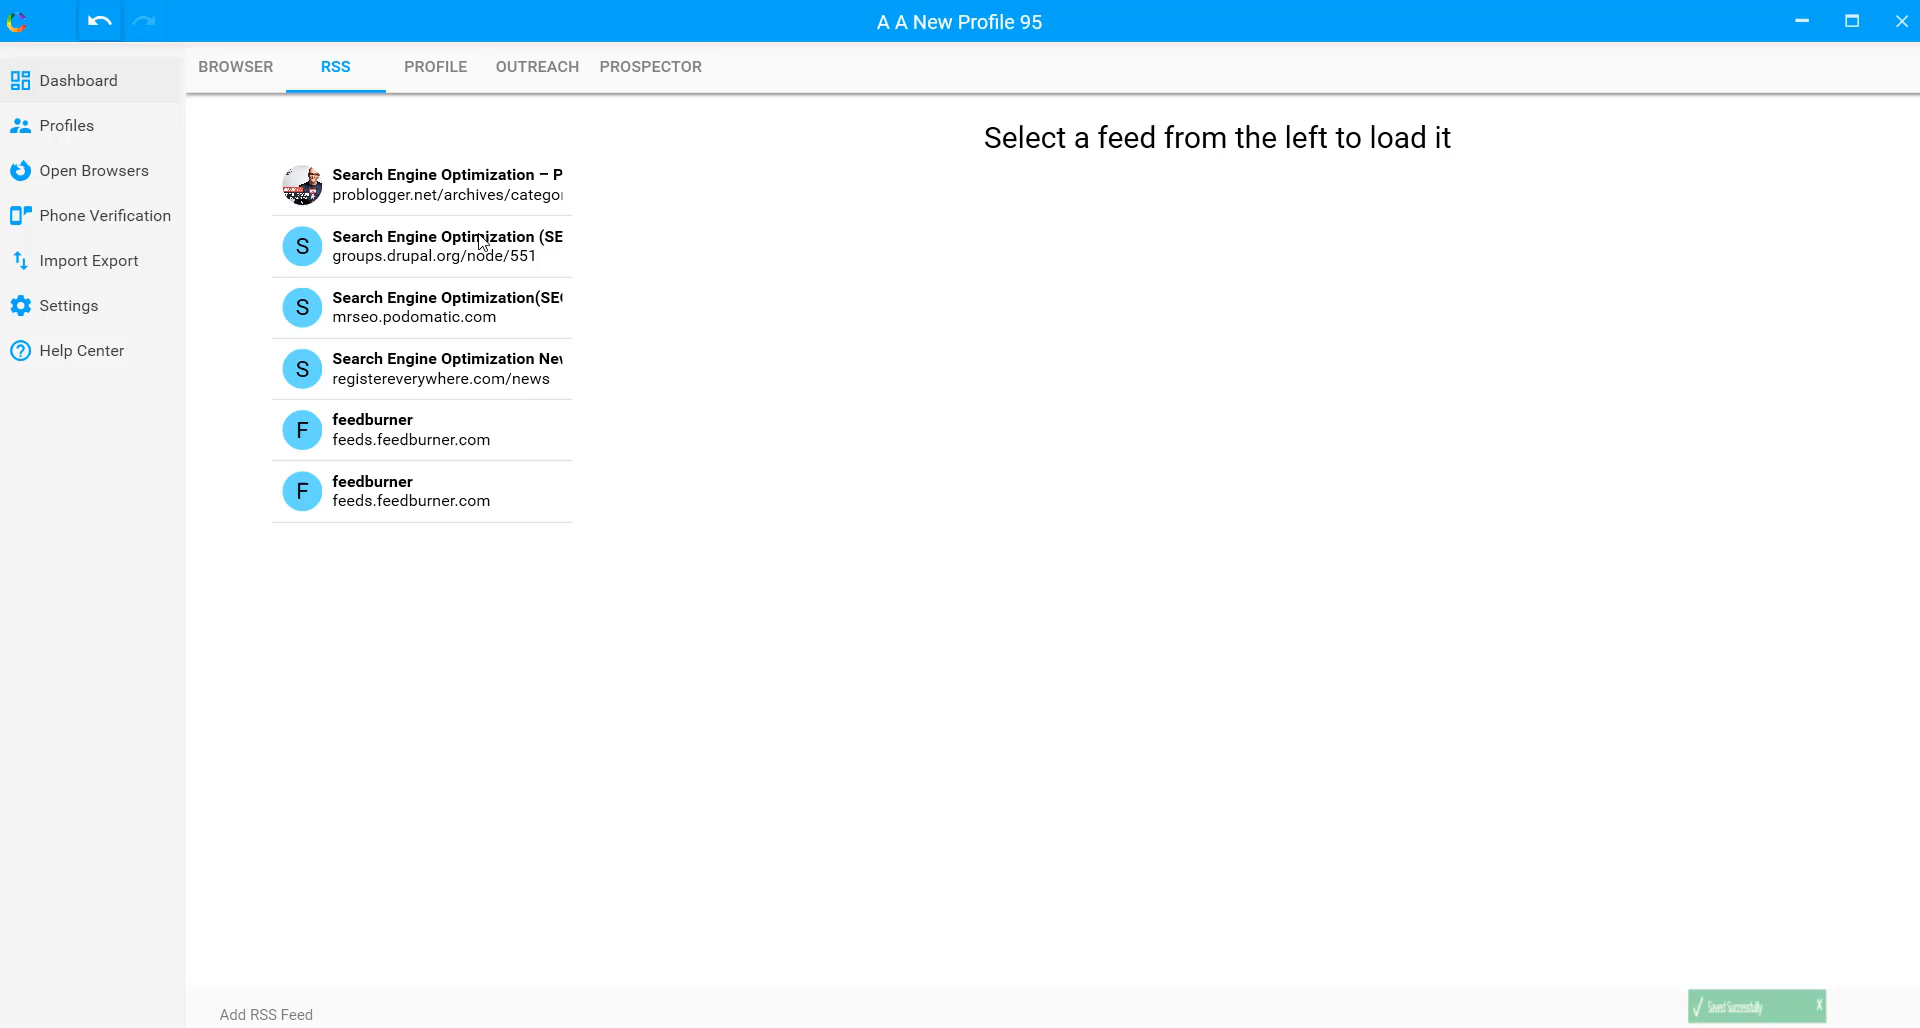 A A New Profile 95
BROWSER
RSS
PROFILE
OUTREACH
PROSPECTOR
Dashboard
Profiles
Open Browsers
Phone Verification
Import Export
Settings
Help Center
Select a feed from the left to load it
Search Engine Optimization – P
problogger.net/archives/catego
S
Search Engine Optimization (SE
groups.drupal.org/node/551
S
Search Engine Optimization(SE
mrseo.podomatic.com
S
Search Engine Optimization Ne
registereverywhere.com/news
F
feedburner
feeds.feedburner.com
F
feedburner
feeds.feedburner.com
Add RSS Feed
Saved Successfully
X